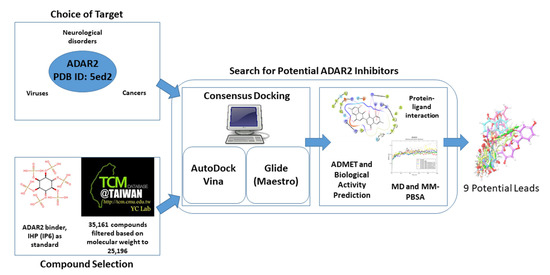 Choice of Target
Neurological
disorders
ADAR2
PDB ID: 5ed2
Viruses
Cancers
ADAR2 binder,
IHP (IP6) as
standard
TCM
DATABASE
@TAIWAN
http://tcm.cmu.edu.tw
YC Lab
35,161 compounds
filtered based on
molecular weight to
25,196
Compound Selection
Search for Potential ADAR2 Inhibitors
Consensus Docking
AutoDock
Vina
Glide
(Maestro)
Protein-
ligand
interaction
ADMET and
Biological
Activity
Prediction
MD and MM-
PBSA
9 Potential Leads